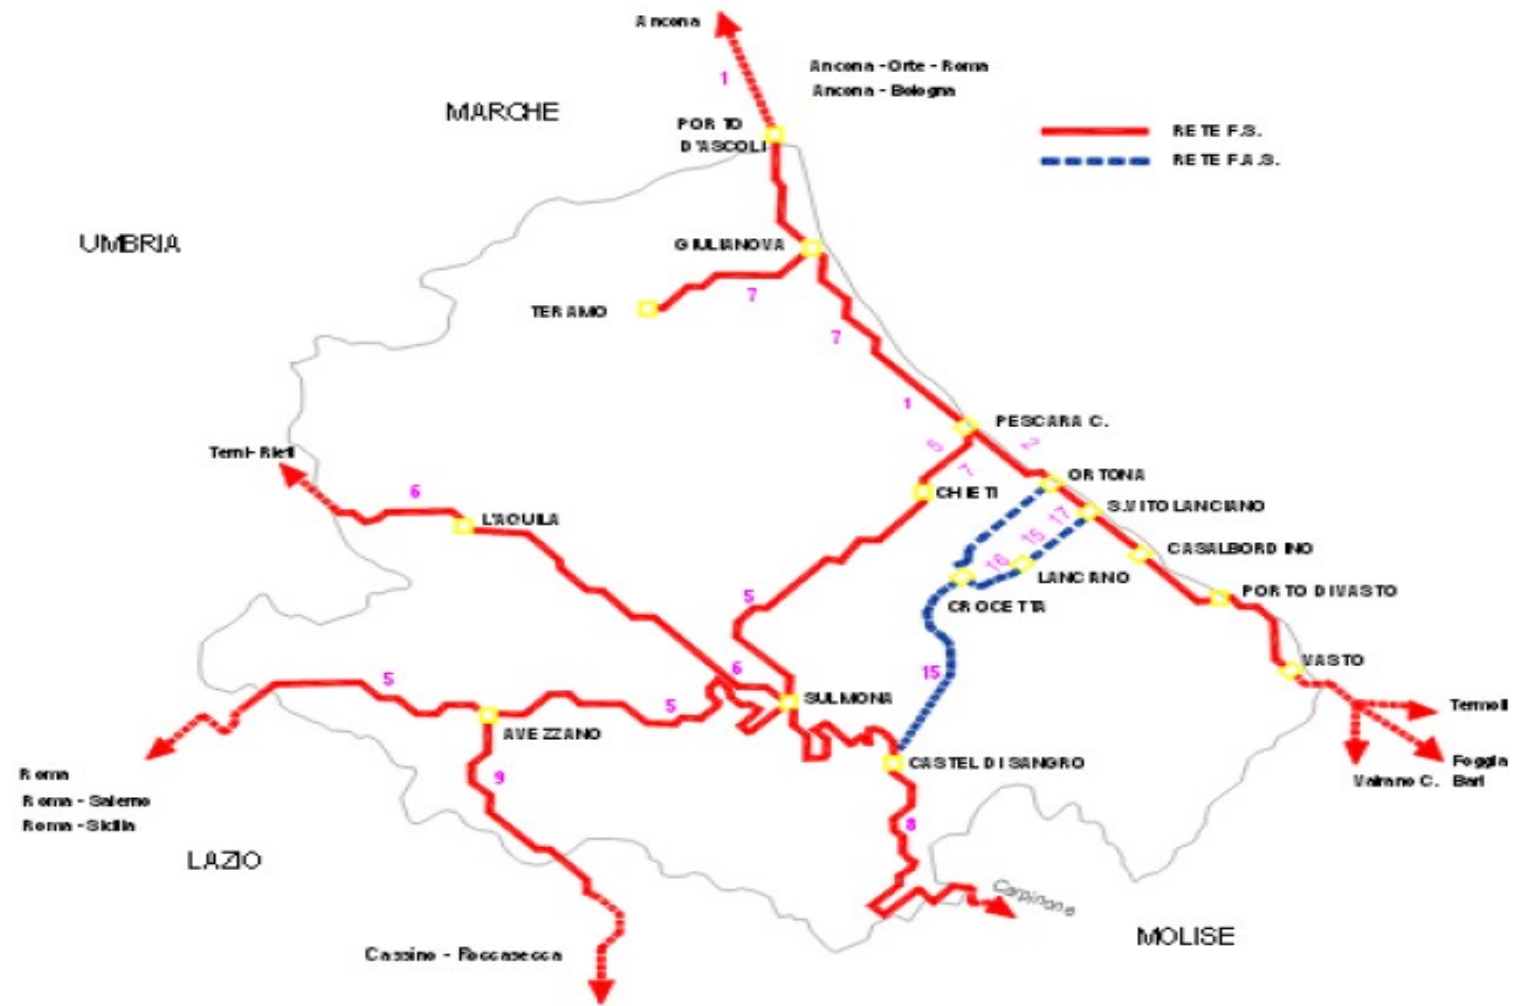 Ancona
1
Ancona - Orte - Roma
Ancona - Bologna
MARCHE
PORTO
D'ASCOLI
RETE F.S.
RETE F.A.S.
UMBRIA
GIULIANOVA
7
TERAMO
7
1
PESCARA C.
5
2
7
Terni- Rieti
ORTONA
6
CHIETI
L'AQUILA
S.VITO LANCIANO
17
15
CASALBORDINO
16
LANCIANO
5
CROCETTA
PORTO DI VASTO
6
15
VASTO
5
5
SULMONA
Termoli
AVEZZANO
CASTEL DI SANGRO
Foggia
Bari
Vairano C.
9
Roma
Roma - Salerno
Roma - Sicilia
8
LAZIO
Carpinone
MOLISE
Cassino - Roccasecca